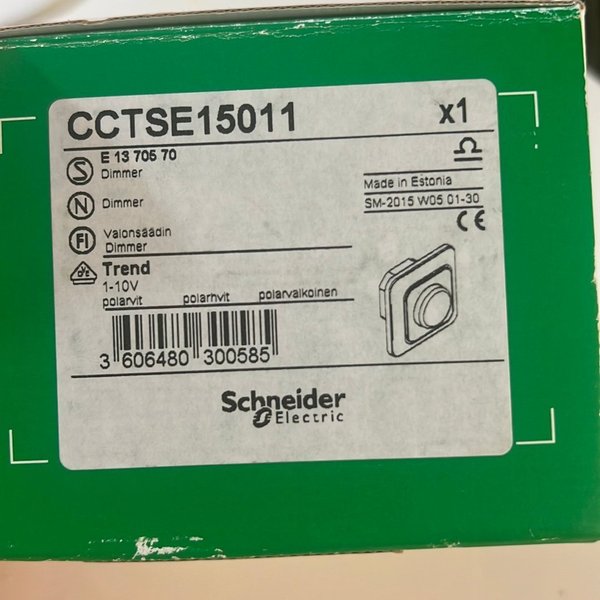 CCTSE15011 x1
S E 13 705 70
Dimmer
N Dimmer
FI Valonsäädin
Dimmer
Trend
1-10V
polarvit polarhvit polarvalkoinen
Made in Estonia
SM-2015 W05 01-30
CE
3 606480 300585
Schneider
Electric